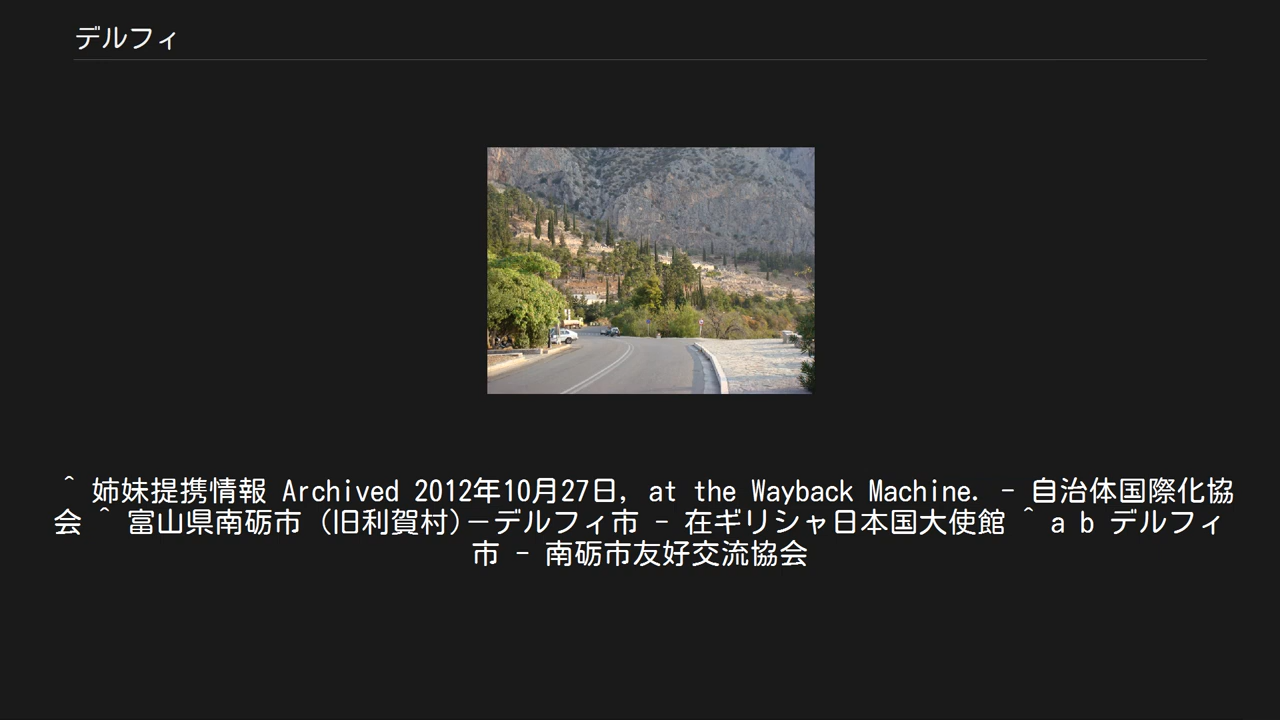 デルフィ
^ 姉妹提携情報 Archived 2012年10月27日, at the Wayback Machine. - 自治体国際化協
会 ^ 富山県南砺市 (旧利賀村)－デルフィ市 - 在ギリシャ日本国大使館 ^ a b デルフィ
市 - 南砺市友好交流協会